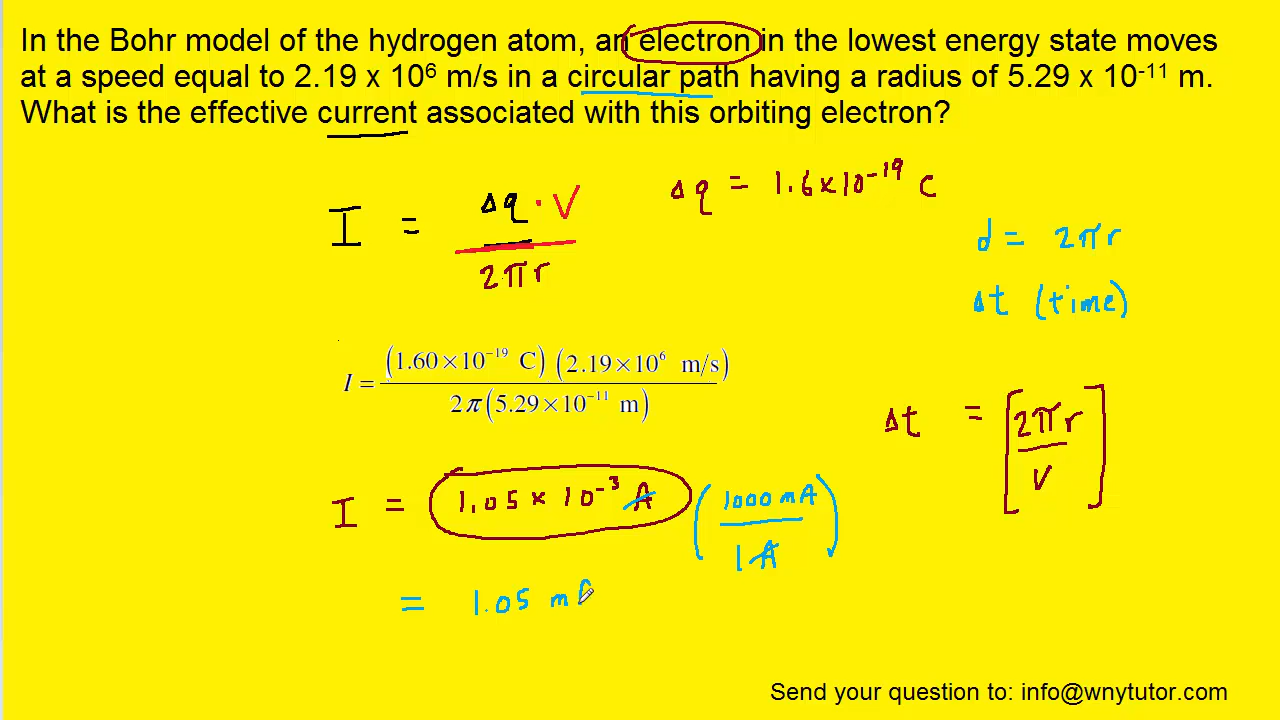 In the Bohr model of the hydrogen atom, an electron in the lowest energy state moves
at a speed equal to 2.19 x 10⁶ m/s in a circular path having a radius of 5.29 x 10⁻¹¹ m.
What is the effective current associated with this orbiting electron?
I = Δq · V / 2πr
Δq = 1.6 × 10⁻¹⁹ C
d = 2πr
Δt (time)
I = (1.60 × 10⁻¹⁹ C) (2.19 × 10⁶ m/s) / 2π (5.29 × 10⁻¹¹ m)
Δt = [2πr / V]
I = 1.05 × 10⁻³ A (1000 mA / 1 A)
= 1.05 m
Send your question to: info@wnytutor.com